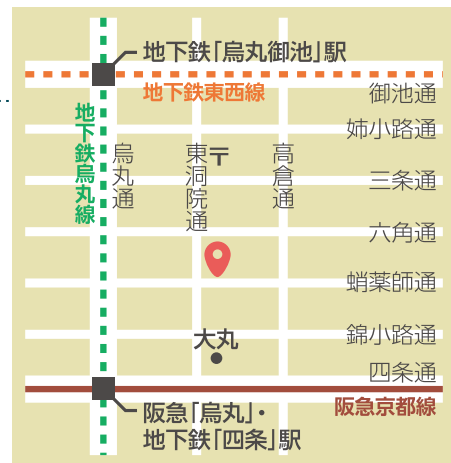 地下鉄「烏丸御池」駅
地下鉄東西線
御池通
地下鉄烏丸線
烏丸通
東洞院通
〒
高倉通
姉小路通
三条通
六角通
蛸薬師通
大丸
錦小路通
四条通
阪急京都線
阪急「烏丸」・
地下鉄「四条」駅